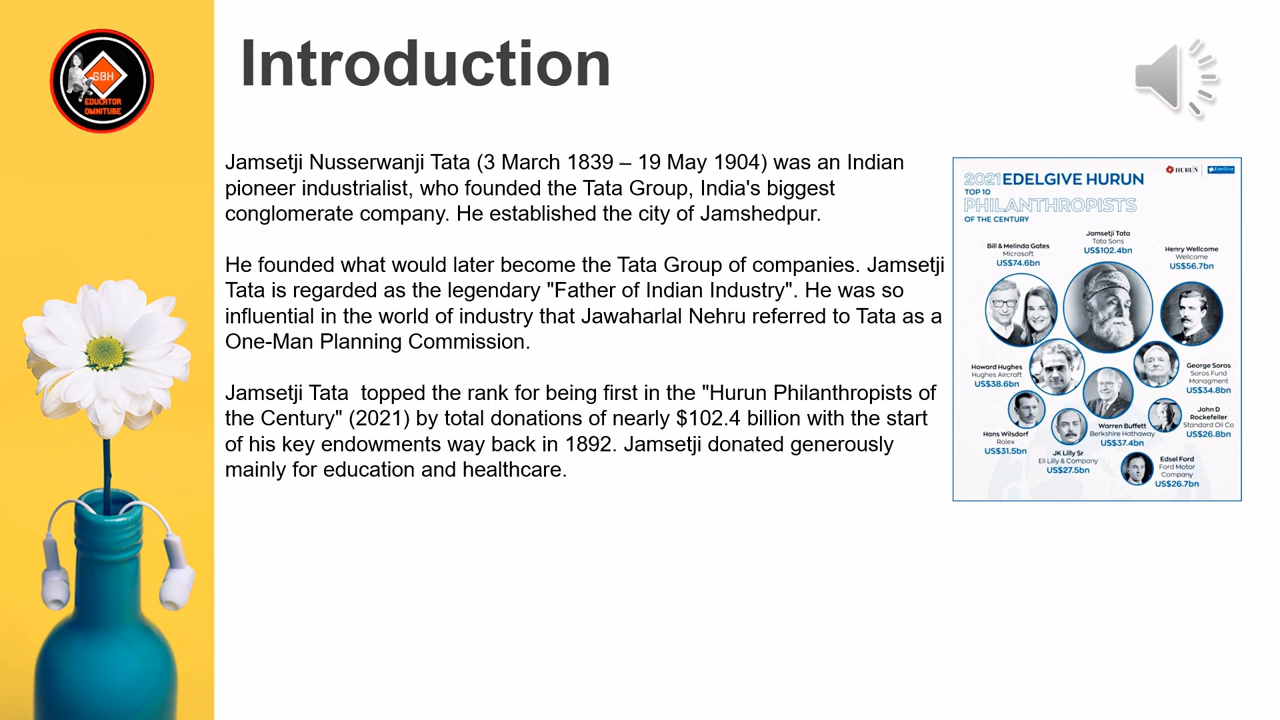 GBH
EDUCATOR
OMNITUBE
Introduction
Jamsetji Nusserwanji Tata (3 March 1839 – 19 May 1904) was an Indian
pioneer industrialist, who founded the Tata Group, India's biggest
conglomerate company. He established the city of Jamshedpur.
He founded what would later become the Tata Group of companies. Jamsetji
Tata is regarded as the legendary "Father of Indian Industry". He was so
influential in the world of industry that Jawaharlal Nehru referred to Tata as a
One-Man Planning Commission.
Jamsetji Tata  topped the rank for being first in the "Hurun Philanthropists of
the Century" (2021) by total donations of nearly $102.4 billion with the start
of his key endowments way back in 1892. Jamsetji donated generously
mainly for education and healthcare.
HURUN
2021 EDELGIVE HURUN
TOP 10
PHILANTHROPISTS
OF THE CENTURY
Jamsetji Tata
Tata Sons
US$102.4bn
Bill & Melinda Gates
Microsoft
US$74.6bn
Henry Wellcome
Wellcome
US$56.7bn
Howard Hughes
Hughes Aircraft
US$38.6bn
George Soros
Soros Fund
Managment
US$34.8bn
Warren Buffett
Berkshire Hathaway
US$37.4bn
John D
Rockefeller
Standard Oil Co
US$26.8bn
Hans Wilsdorf
Rolex
US$31.5bn
JK Lilly Sr
Eli Lilly & Company
US$27.5bn
Edsel Ford
Ford Motor
Company
US$26.7bn